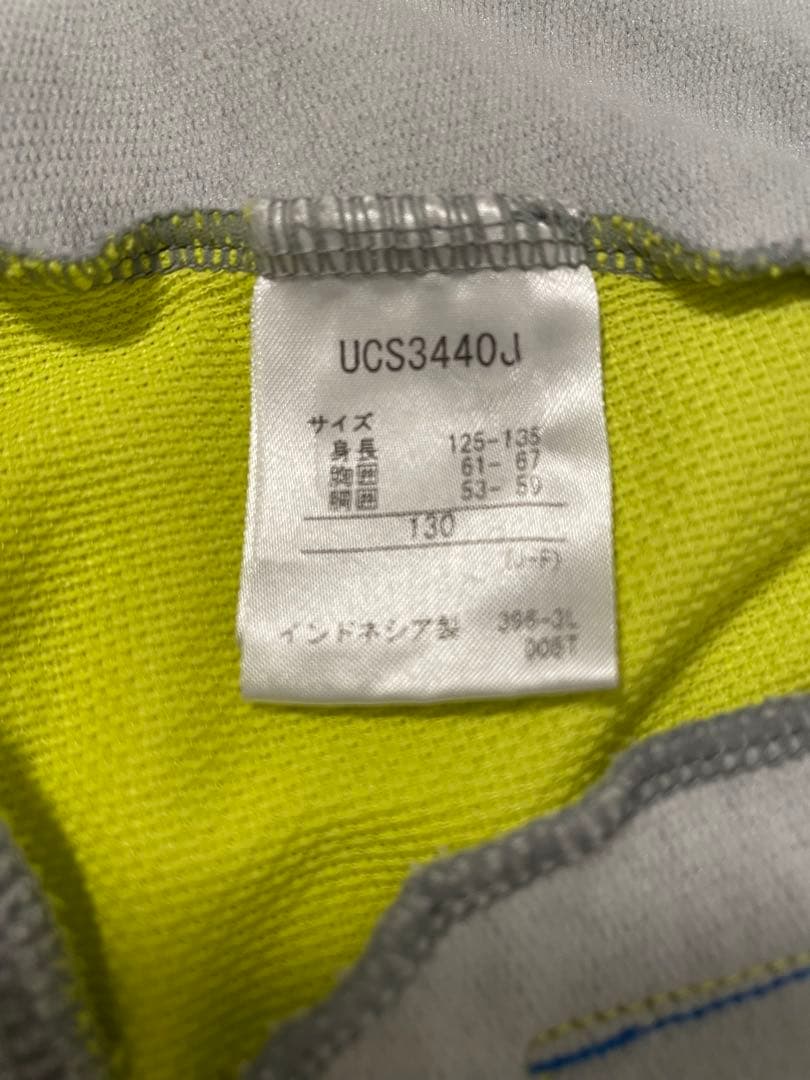 UCS3440J
サイズ
身長 125-135
胸囲 61- 67
胴囲 53- 59
130
(J-F)
インドネシア製